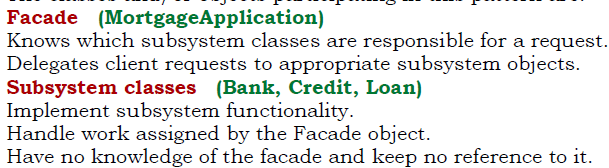 Facade (MortgageApplication)
Knows which subsystem classes are responsible for a request.
Delegates client requests to appropriate subsystem objects.
Subsystem classes (Bank, Credit, Loan)
Implement subsystem functionality.
Handle work assigned by the Facade object.
Have no knowledge of the facade and keep no reference to it.